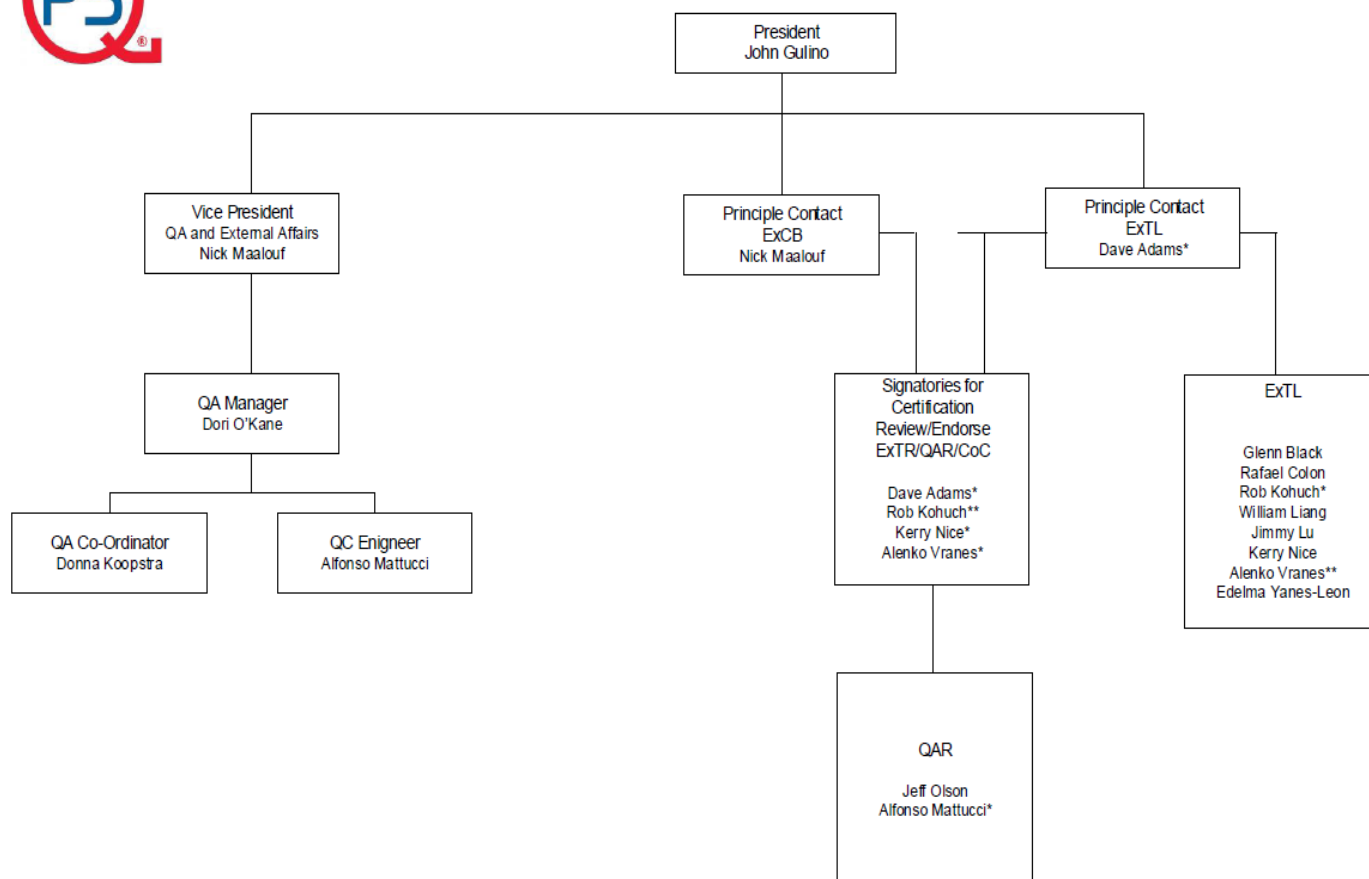 PS
®
President
John Gulino
Vice President
QA and External Affairs
Nick Maalouf
Principle Contact
ExCB
Nick Maalouf
Principle Contact
ExTL
Dave Adams*
QA Manager
Dori O'Kane
Signatories for
Certification
Review/Endorse
ExTR/QAR/CoC
Dave Adams*
Rob Kohuch**
Kerry Nice*
Alenko Vranes*
ExTL
Glenn Black
Rafael Colon
Rob Kohuch*
William Liang
Jimmy Lu
Kerry Nice
Alenko Vranes**
Edelma Yanes-Leon
QA Co-Ordinator
Donna Koopstra
QC Enigneer
Alfonso Mattucci
QAR
Jeff Olson
Alfonso Mattucci*